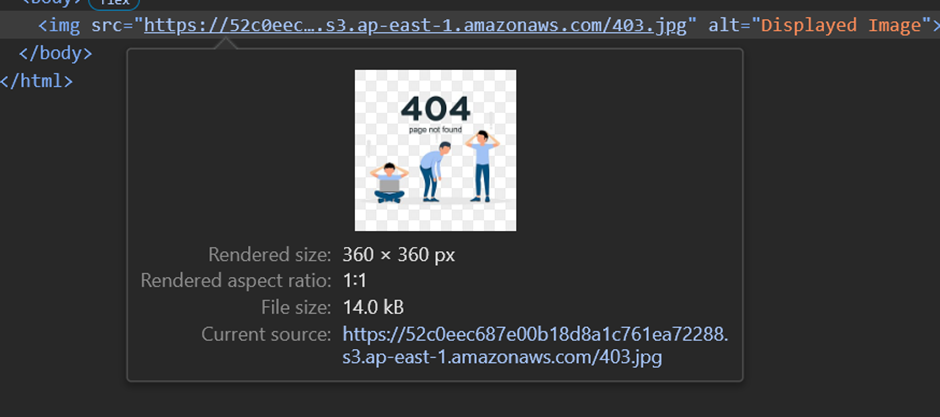 <body> flex
<img src="https://52c0eec….s3.ap-east-1.amazonaws.com/403.jpg" alt="Displayed Image">
</body>
</html>
404
page not found
Rendered size: 360 × 360 px
Rendered aspect ratio: 1:1
File size: 14.0 kB
Current source: https://52c0eec687e00b18d8a1c761ea72288.
s3.ap-east-1.amazonaws.com/403.jpg